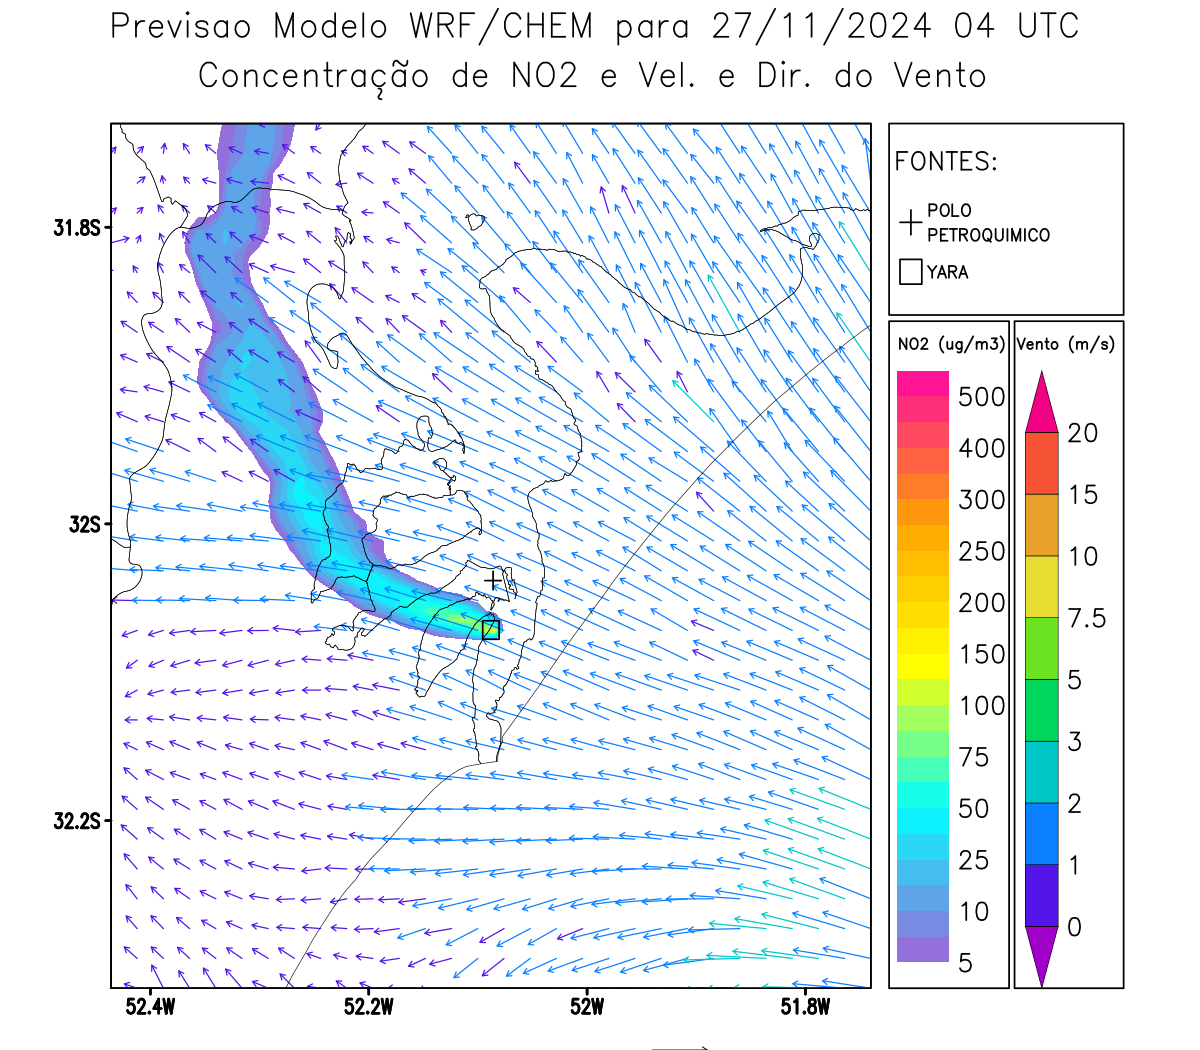 Previsao Modelo WRF/CHEM para 27/11/2024 04 UTC
Concentração de NO2 e Vel. e Dir. do Vento
FONTES:
POLO
PETROQUIMICO
YARA
NO2 (ug/m3)
500
400
300
250
200
150
100
75
50
25
10
5
Vento (m/s)
20
15
10
7.5
5
3
2
1
0
31.8S
32S
32.2S
52.4W
52.2W
52W
51.8W